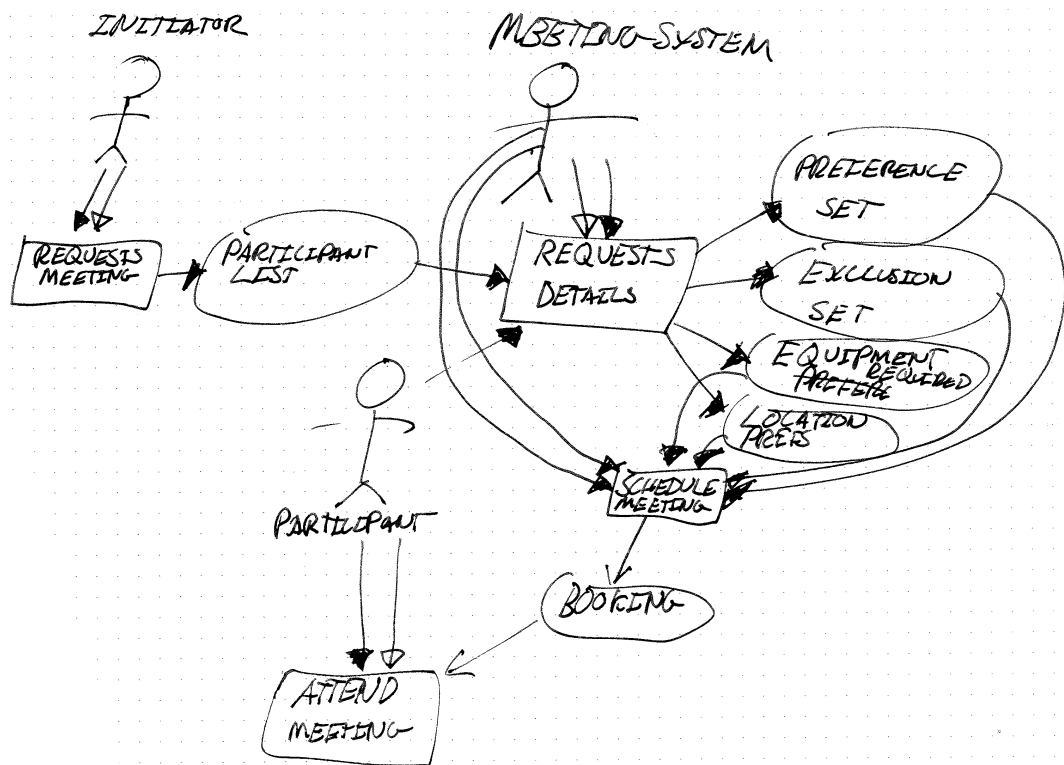 INITIATOR
MEETING SYSTEM
REQUESTS
MEETING
PARTICIPANT
LIST
REQUESTS
DETAILS
PREFERENCE
SET
EXCLUSION
SET
EQUIPMENT
REQUIRED
PREFERE
LOCATION
PREFS
SCHEDULE
MEETING
PARTICIPANT
BOOKING
ATTEND
MEETING